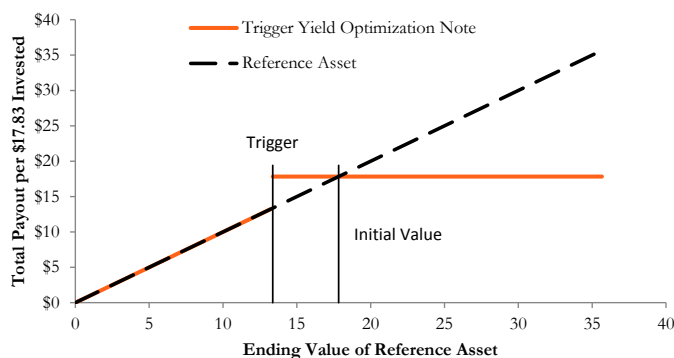 Trigger Yield Optimization Note
Reference Asset
Total Payout per $17.83 Invested
$40
$35
$30
$25
$20
$15
$10
$5
$0
Trigger
Initial Value
0 5 10 15 20 25 30 35 40
Ending Value of Reference Asset